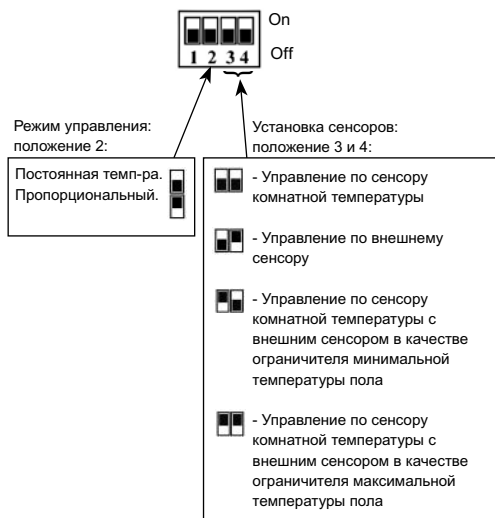 On
1 2 3 4
Off
Режим управления:
положение 2:
Постоянная темп-ра.
Пропорциональный.
Установка сенсоров:
положение 3 и 4:
- Управление по сенсору
комнатной температуры
- Управление по внешнему
сенсору
- Управление по сенсору
комнатной температуры с
внешним сенсором в качестве
ограничителя минимальной
температуры пола
- Управление по сенсору
комнатной температуры с
внешним сенсором в качестве
ограничителя максимальной
температуры пола